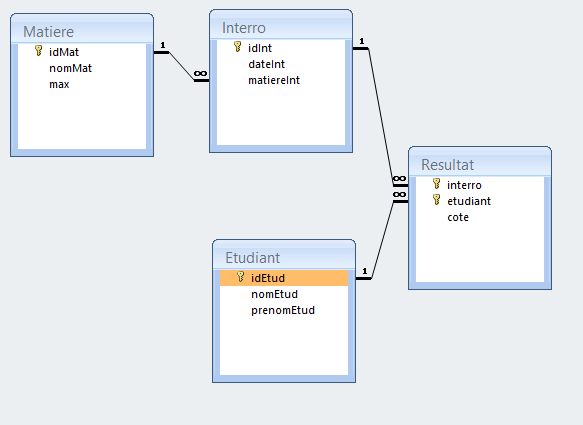 Matiere
idMat
nomMat
max
1
∞
Interro
idInt
dateInt
matiereInt
1
∞
∞
Resultat
interro
etudiant
cote
Etudiant
idEtud
nomEtud
prenomEtud
1